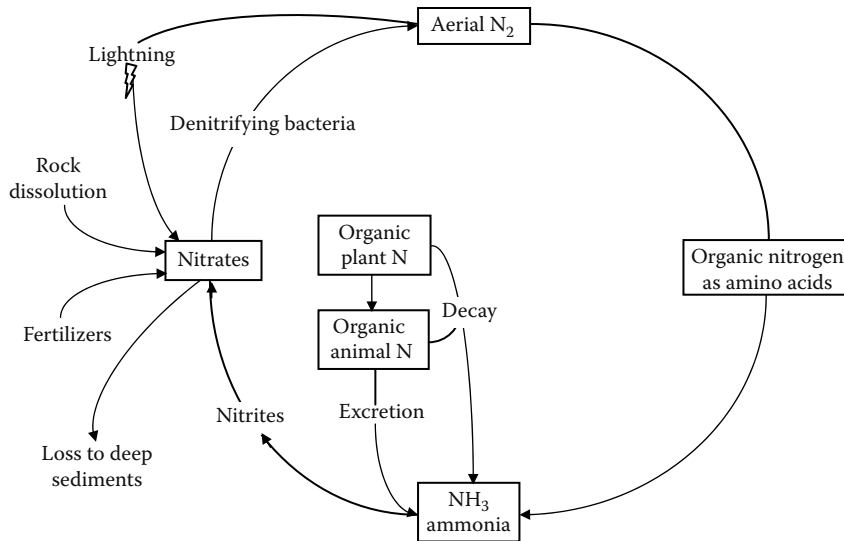 Aerial N₂
Lightning
Denitrifying bacteria
Rock
dissolution
Organic
plant N
Nitrates
Organic nitrogen
as amino acids
Decay
Fertilizers
Organic
animal N
Nitrites
Excretion
Loss to deep
sediments
NH₃
ammonia